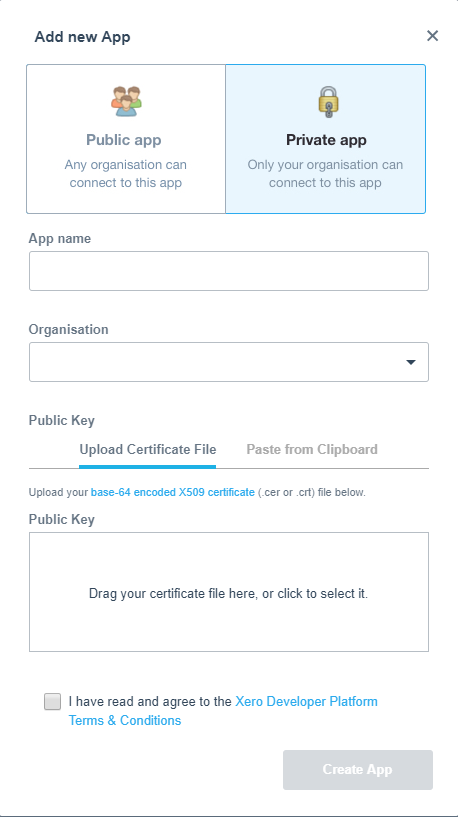 Add new App
Public app
Any organisation can
connect to this app
Private app
Only your organisation can
connect to this app
App name
Organisation
Public Key
Upload Certificate File
Paste from Clipboard
Upload your base-64 encoded X509 certificate (.cer or .crt) file below.
Public Key
Drag your certificate file here, or click to select it.
I have read and agree to the Xero Developer Platform
Terms & Conditions
Create App